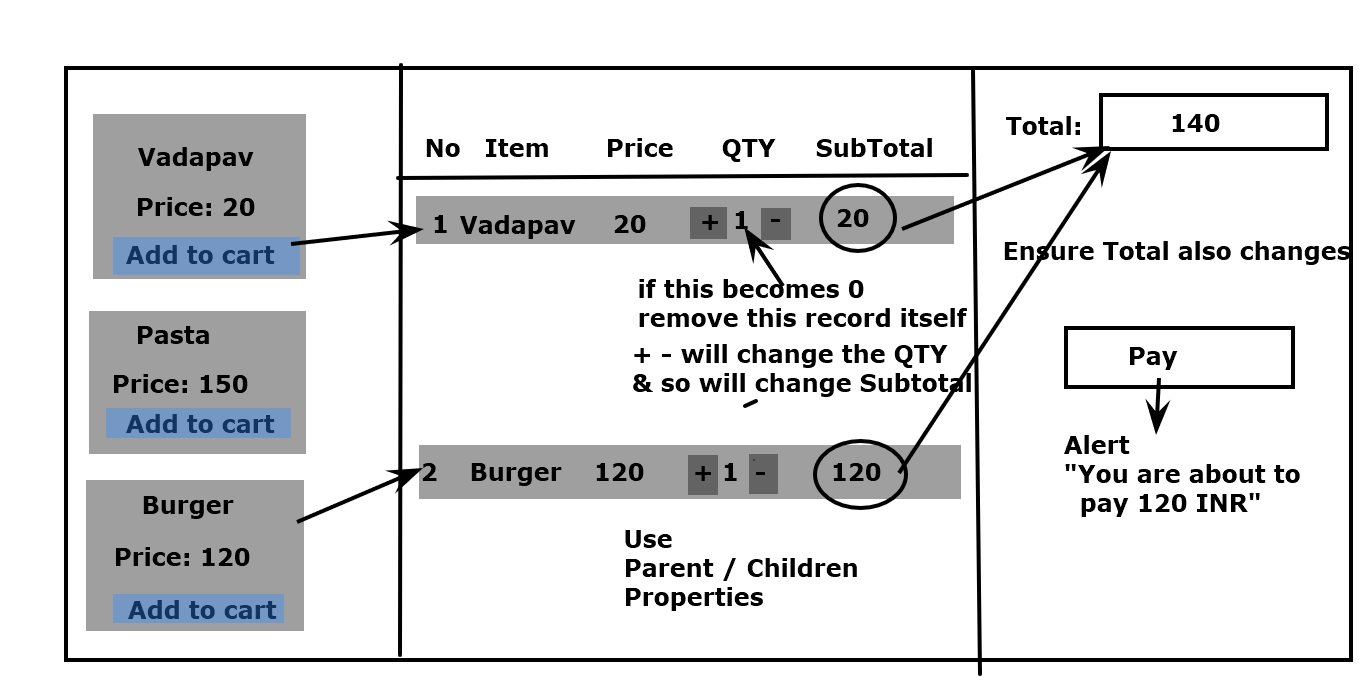 Vadapav
Price: 20
Add to cart
Pasta
Price: 150
Add to cart
Burger
Price: 120
Add to cart
No Item Price QTY SubTotal
1 Vadapav 20 + 1 - 20
if this becomes 0
remove this record itself
+ - will change the QTY
& so will change Subtotal
2 Burger 120 + 1 - 120
Use
Parent / Children
Properties
Total: 140
Ensure Total also changes
Pay
Alert
"You are about to
pay 120 INR"